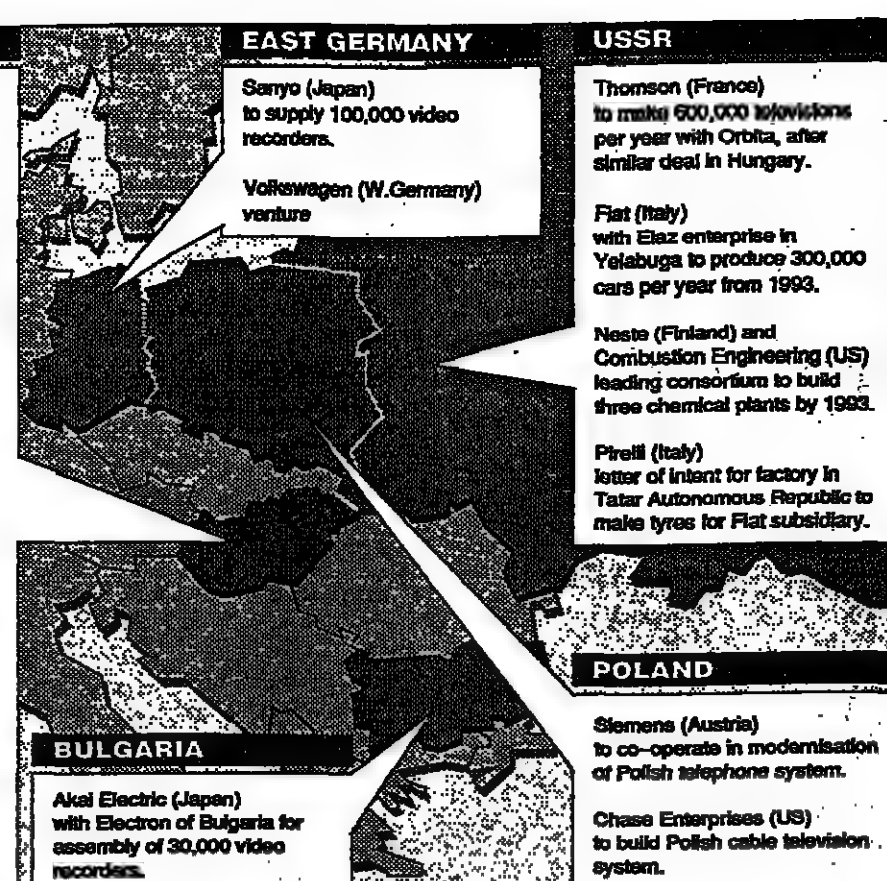 EAST GERMANY
Sanyo (Japan)
to supply 100,000 video
recorders.
Volkswagen (W.Germany)
venture
USSR
Thomson (France)
to make 600,000 televisions
per year with Orbita, after
similar deal in Hungary.
Fiat (Italy)
with Elaz enterprise in
Yelabuga to produce 300,000
cars per year from 1993.
Neste (Finland) and
Combustion Engineering (US)
leading consortium to build
three chemical plants by 1993.
Pirelli (Italy)
letter of intent for factory in
Tatar Autonomous Republic to
make tyres for Fiat subsidiary.
POLAND
Siemens (Austria)
to co-operate in modernisation
of Polish telephone system.
Chase Enterprises (US)
to build Polish cable television
system.
BULGARIA
Akai Electric (Japan)
with Electron of Bulgaria for
assembly of 30,000 video
recorders.